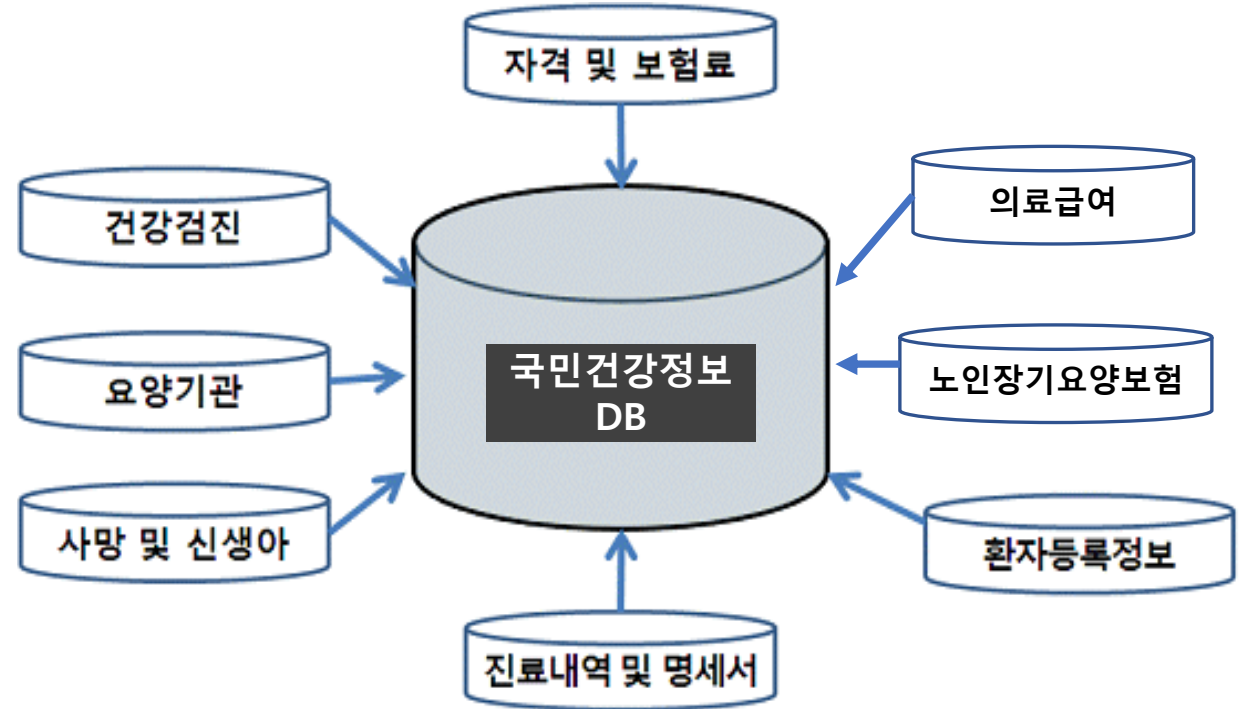 자격 및 보험료
건강검진
의료급여
요양기관
국민건강정보
DB
노인장기요양보험
사망 및 신생아
환자등록정보
진료내역 및 명세서